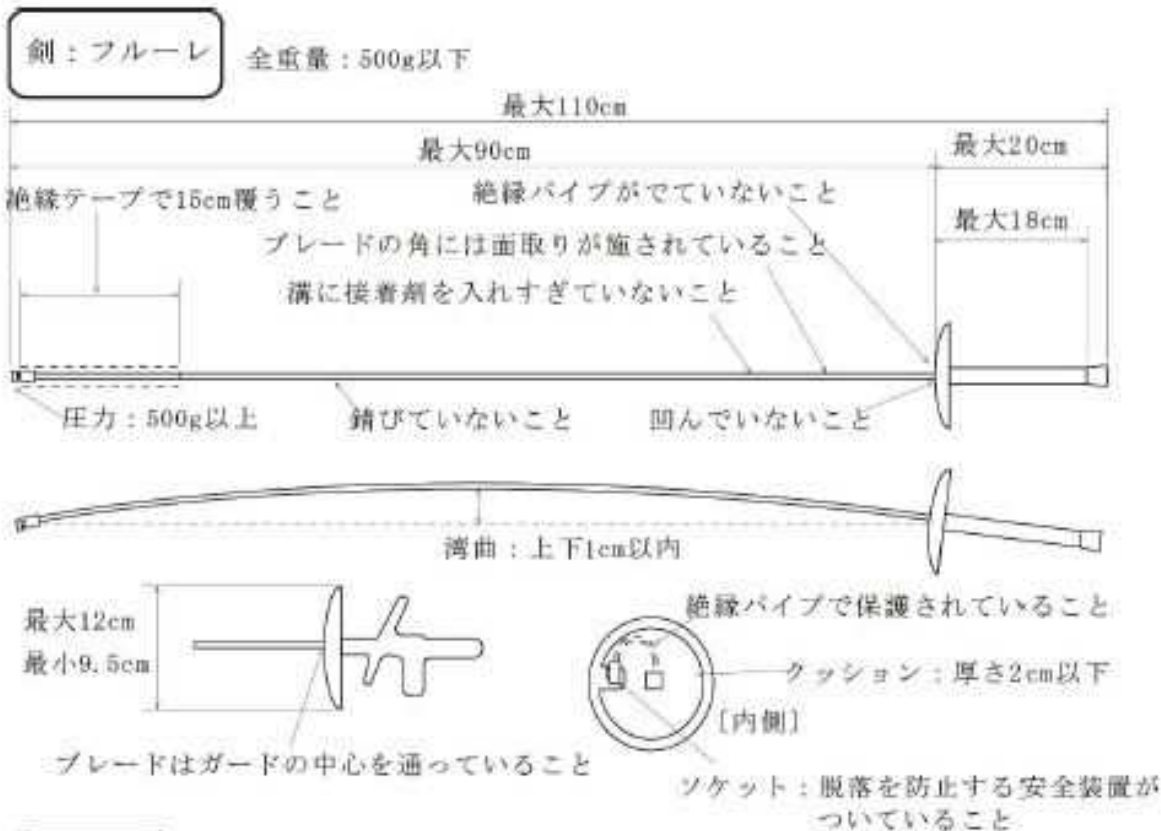 剣：フルーレ
全重量：500g以下
最大110cm
最大90cm
最大20cm
絶縁テープで15cm覆うこと
絶縁パイプがでていないこと
最大18cm
ブレードの角には面取りが施されていること
溝に接着剤を入れすぎていないこと
圧力：500g以上
錆びていないこと
凹んでいないこと
湾曲：上下1cm以内
最大12cm
最小9.5cm
絶縁パイプで保護されていること
a
b
クッション：厚さ2cm以下
[内側]
ブレードはガードの中心を通っていること
ソケット：脱落を防止する安全装置が
ついていること